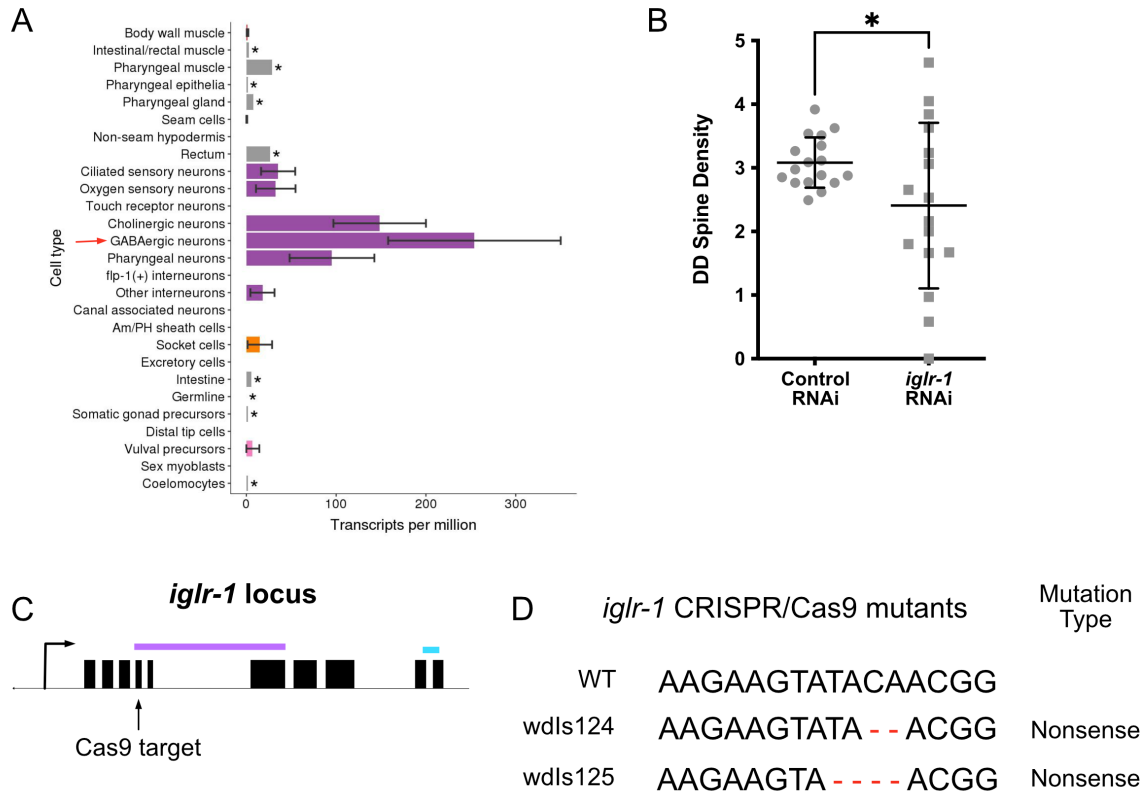 A
Cell type
Body wall muscle
Intestinal/rectal muscle *
Pharyngeal muscle *
Pharyngeal epithelia *
Pharyngeal gland *
Seam cells
Non-seam hypodermis
Rectum *
Ciliated sensory neurons
Oxygen sensory neurons
Touch receptor neurons
Cholinergic neurons
GABAergic neurons
Pharyngeal neurons
flp-1(+) interneurons
Other interneurons
Canal associated neurons
Am/PH sheath cells
Socket cells
Excretory cells
Intestine *
Germline *
Somatic gonad precursors *
Distal tip cells
Vulval precursors
Sex myoblasts
Coelomocytes *
0 100 200 300
Transcripts per million
B
*
DD Spine Density
5
4
3
2
1
0
Control RNAi
iglr-1 RNAi
C
iglr-1 locus
Cas9 target
D
iglr-1 CRISPR/Cas9 mutants
Mutation
Type
WT AAGAAGTATACAACGG
wdIs124 AAGAAGTATA - - ACGG Nonsense
wdIs125 AAGAAGTA - - - - ACGG Nonsense